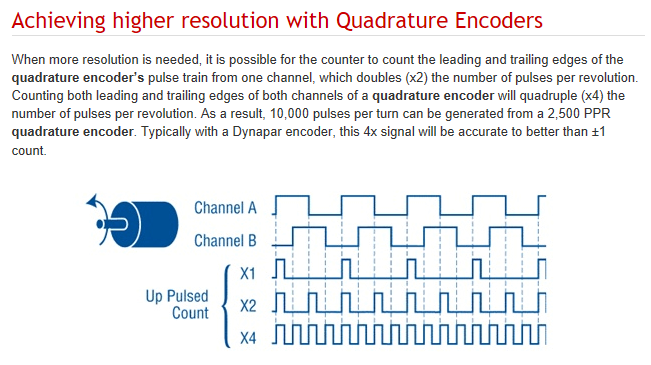 Achieving higher resolution with Quadrature Encoders
When more resolution is needed, it is possible for the counter to count the leading and trailing edges of the
quadrature encoder's pulse train from one channel, which doubles (x2) the number of pulses per revolution.
Counting both leading and trailing edges of both channels of a quadrature encoder will quadruple (x4) the
number of pulses per revolution. As a result, 10,000 pulses per turn can be generated from a 2,500 PPR
quadrature encoder. Typically with a Dynapar encoder, this 4x signal will be accurate to better than ±1
count.
Channel A
Channel B
X1
Up Pulsed
Count
X2
X4